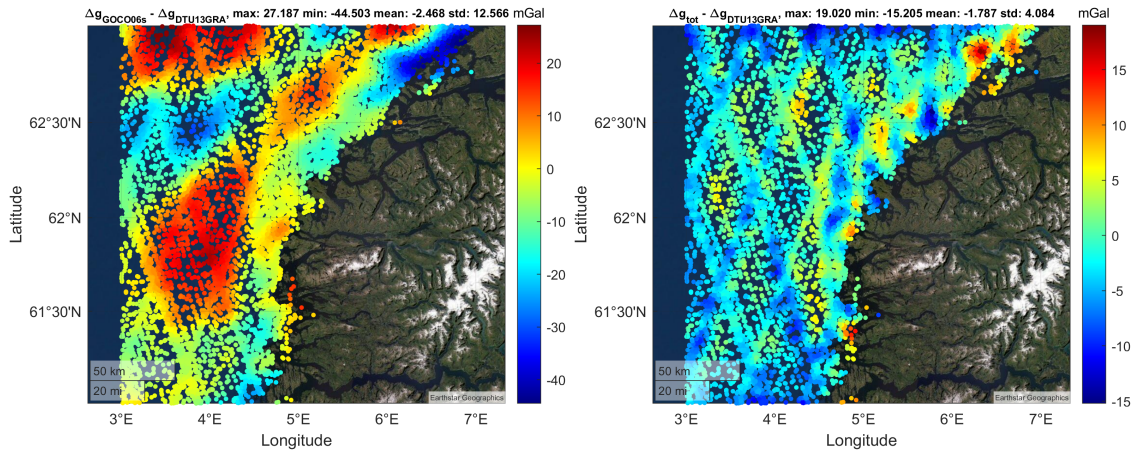 Δg_GOCO06s - Δg_DTU13GRA, max: 27.187 min: -44.503 mean: -2.468 std: 12.566 mGal
20
10
0
-10
-20
-30
-40
62°30'N
62°N
61°30'N
Latitude
50 km
20 mi
Earthstar Geographics
3°E 4°E 5°E 6°E 7°E
Longitude
Δg_tot - Δg_DTU13GRA, max: 19.020 min: -15.205 mean: -1.787 std: 4.084 mGal
15
10
5
0
-5
-10
-15
62°30'N
62°N
61°30'N
Latitude
50 km
20 mi
Earthstar Geographics
3°E 4°E 5°E 6°E 7°E
Longitude